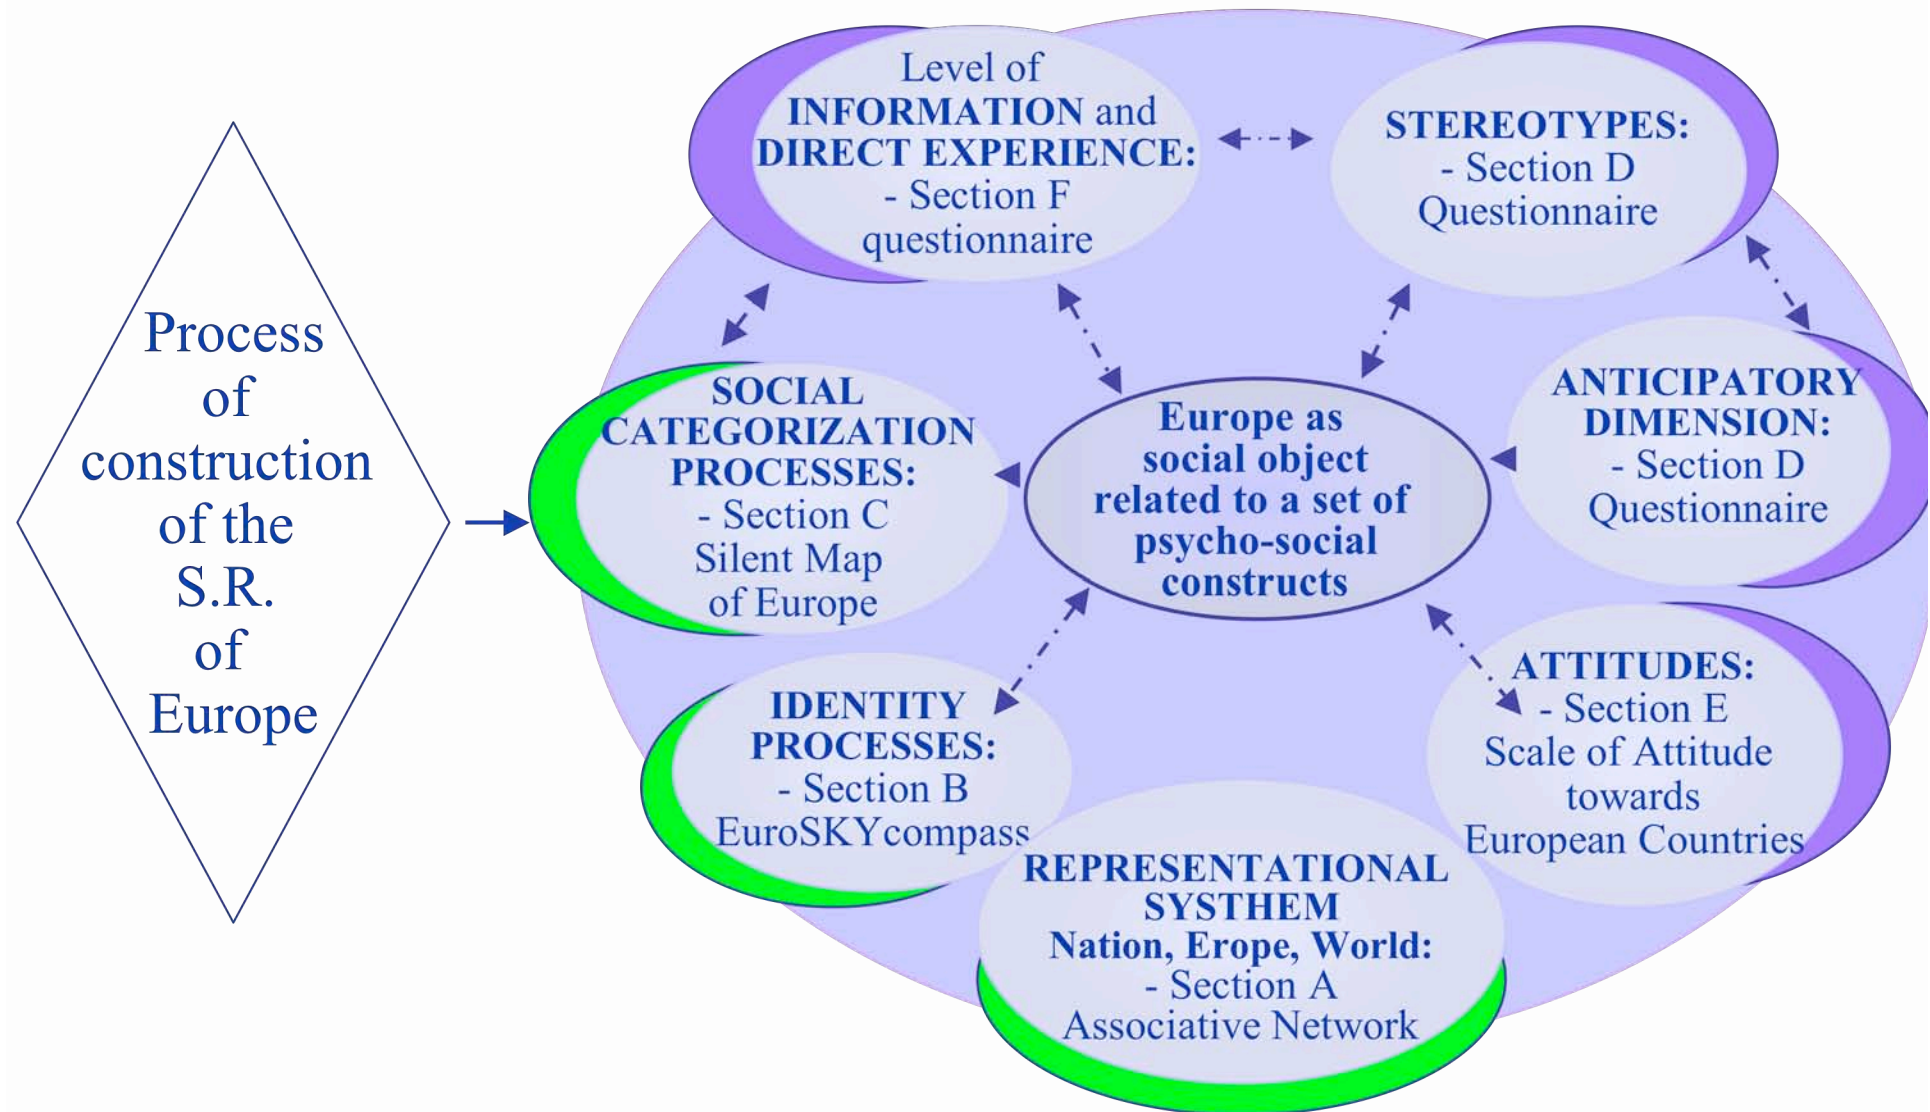 Process
of
construction
of the
S.R.
of
Europe
Level of
INFORMATION and
DIRECT EXPERIENCE:
- Section F
questionnaire
STEREOTYPES:
- Section D
Questionnaire
SOCIAL
CATEGORIZATION
PROCESSES:
- Section C
Silent Map
of Europe
Europe as
social object
related to a set of
psycho-social
constructs
ANTICIPATORY
DIMENSION:
- Section D
Questionnaire
IDENTITY
PROCESSES:
- Section B
EuroSKYcompass
ATTITUDES:
- Section E
Scale of Attitude
towards
European Countries
REPRESENTATIONAL
SYSTHEM
Nation, Erope, World:
- Section A
Associative Network